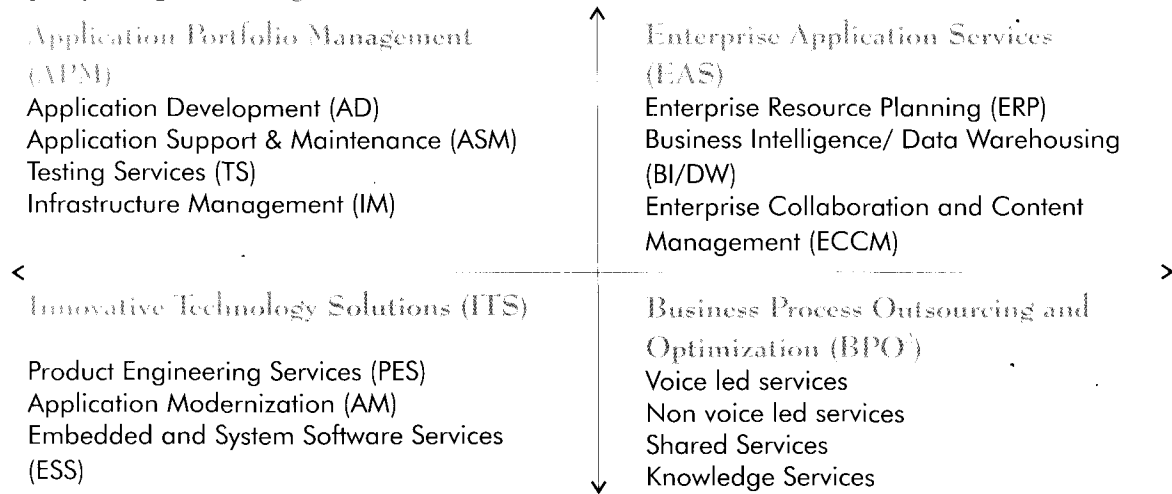 Application Portfolio Management
(APM)
Application Development (AD)
Application Support & Maintenance (ASM)
Testing Services (TS)
Infrastructure Management (IM)
Enterprise Application Services
(EAS)
Enterprise Resource Planning (ERP)
Business Intelligence/ Data Warehousing
(BI/DW)
Enterprise Collaboration and Content
Management (ECCM)
Innovative Technology Solutions (ITS)
Product Engineering Services (PES)
Application Modernization (AM)
Embedded and System Software Services
(ESS)
Business Process Outsourcing and
Optimization (BPO)
Voice led services
Non voice led services
Shared Services
Knowledge Services